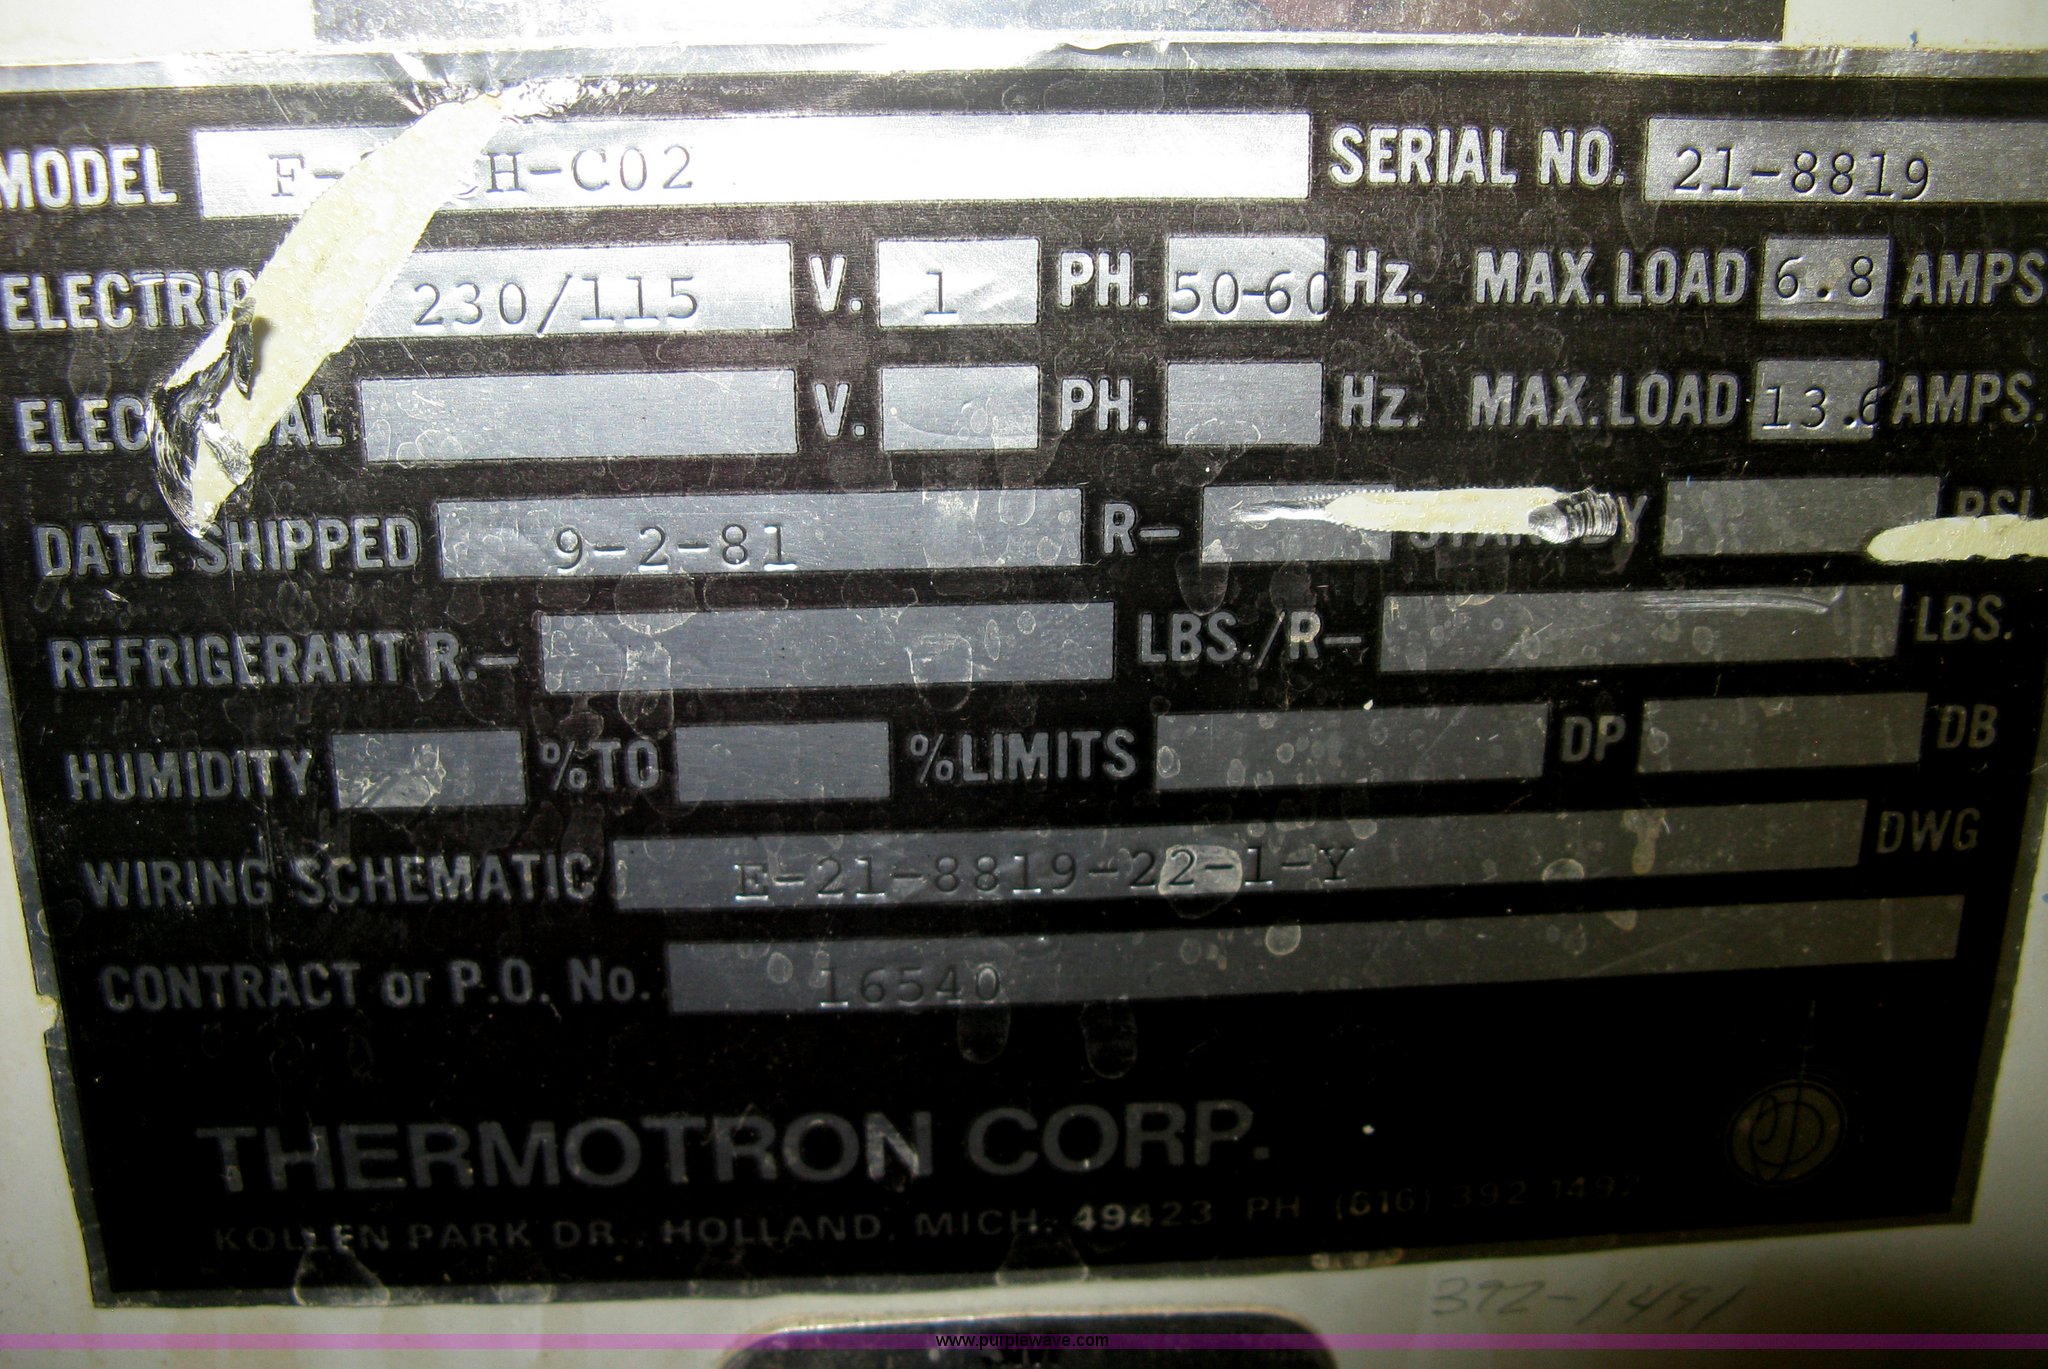 MODEL F- H-C02 SERIAL NO. 21-8819
ELECTRIC 230/115 V. 1 PH. 50-60 Hz. MAX. LOAD 6.8 AMPS
ELEC AL V. PH. Hz. MAX. LOAD 13.6 AMPS.
DATE SHIPPED 9-2-81 R- PSI
REFRIGERANT R.- LBS./R- LBS.
HUMIDITY % TO % LIMITS DP DB
WIRING SCHEMATIC E-21-8819-22-1-Y DWG
CONTRACT or P.O. No. 16540
THERMOTRON CORP.
KOLLEN PARK DR., HOLLAND, MICH. 49423 PH (616) 392 1492
392-1491
www.purplewave.com